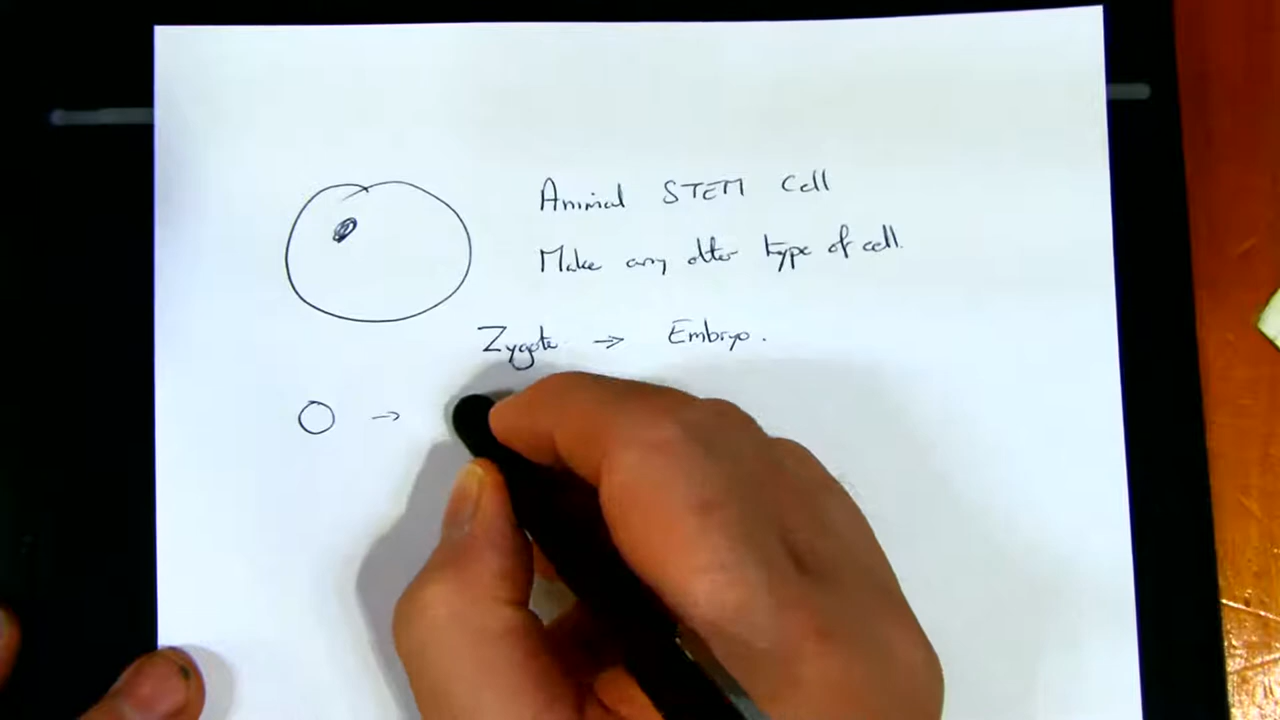 Animal STEM Cell
Make any other type of cell.
Zygote → Embryo.
→